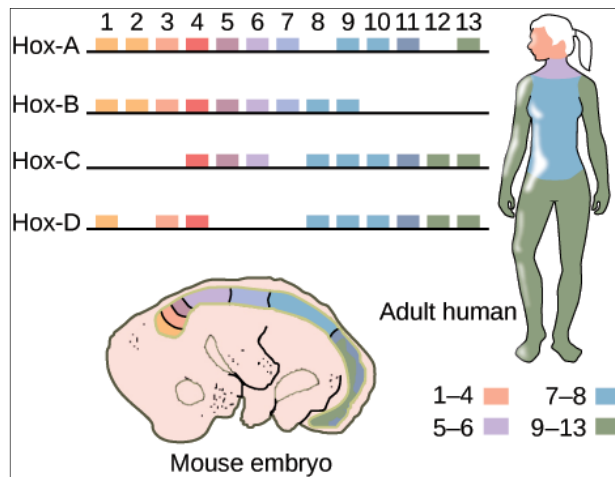 1 2 3 4 5 6 7 8 9 10 11 12 13
Hox-A
Hox-B
Hox-C
Hox-D
Adult human
1–4 7–8
5–6 9–13
Mouse embryo